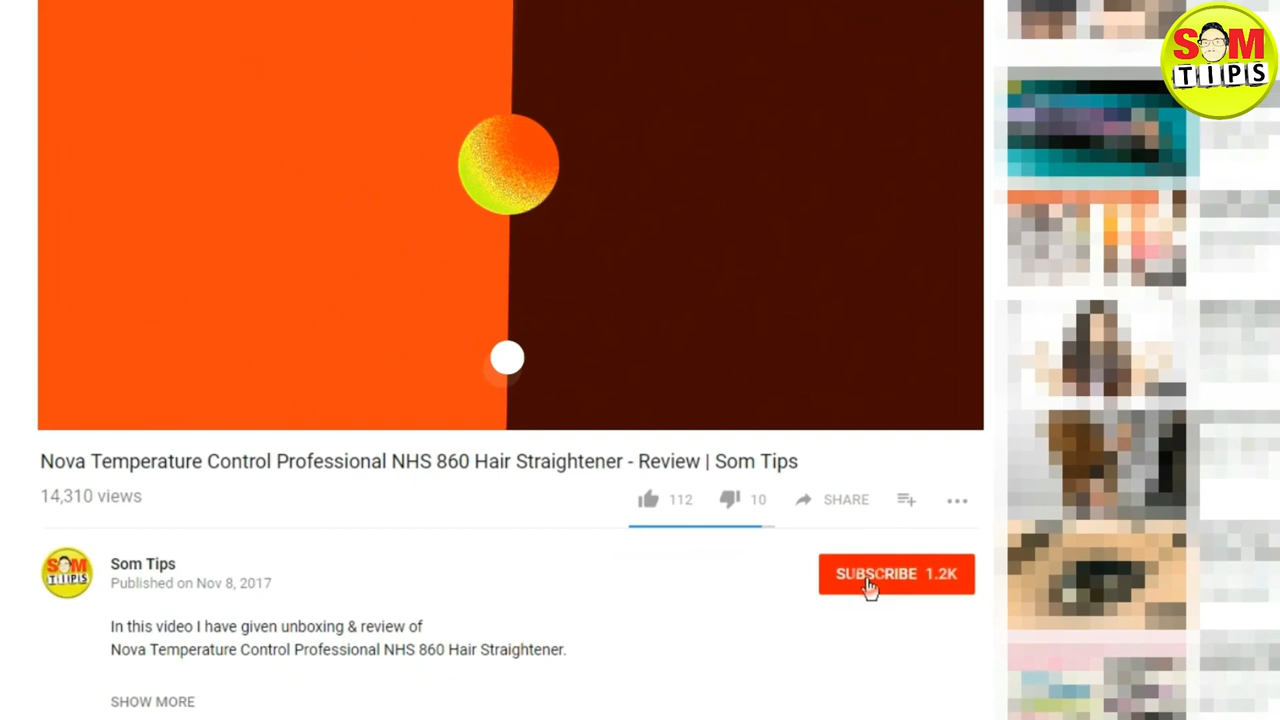 SOM
TIPS
Nova Temperature Control Professional NHS 860 Hair Straightener - Review | Som Tips
14,310 views
112
10
SHARE
SOM
TIPS
Som Tips
Published on Nov 8, 2017
SUBSCRIBE 1.2K
In this video I have given unboxing & review of
Nova Temperature Control Professional NHS 860 Hair Straightener.
SHOW MORE